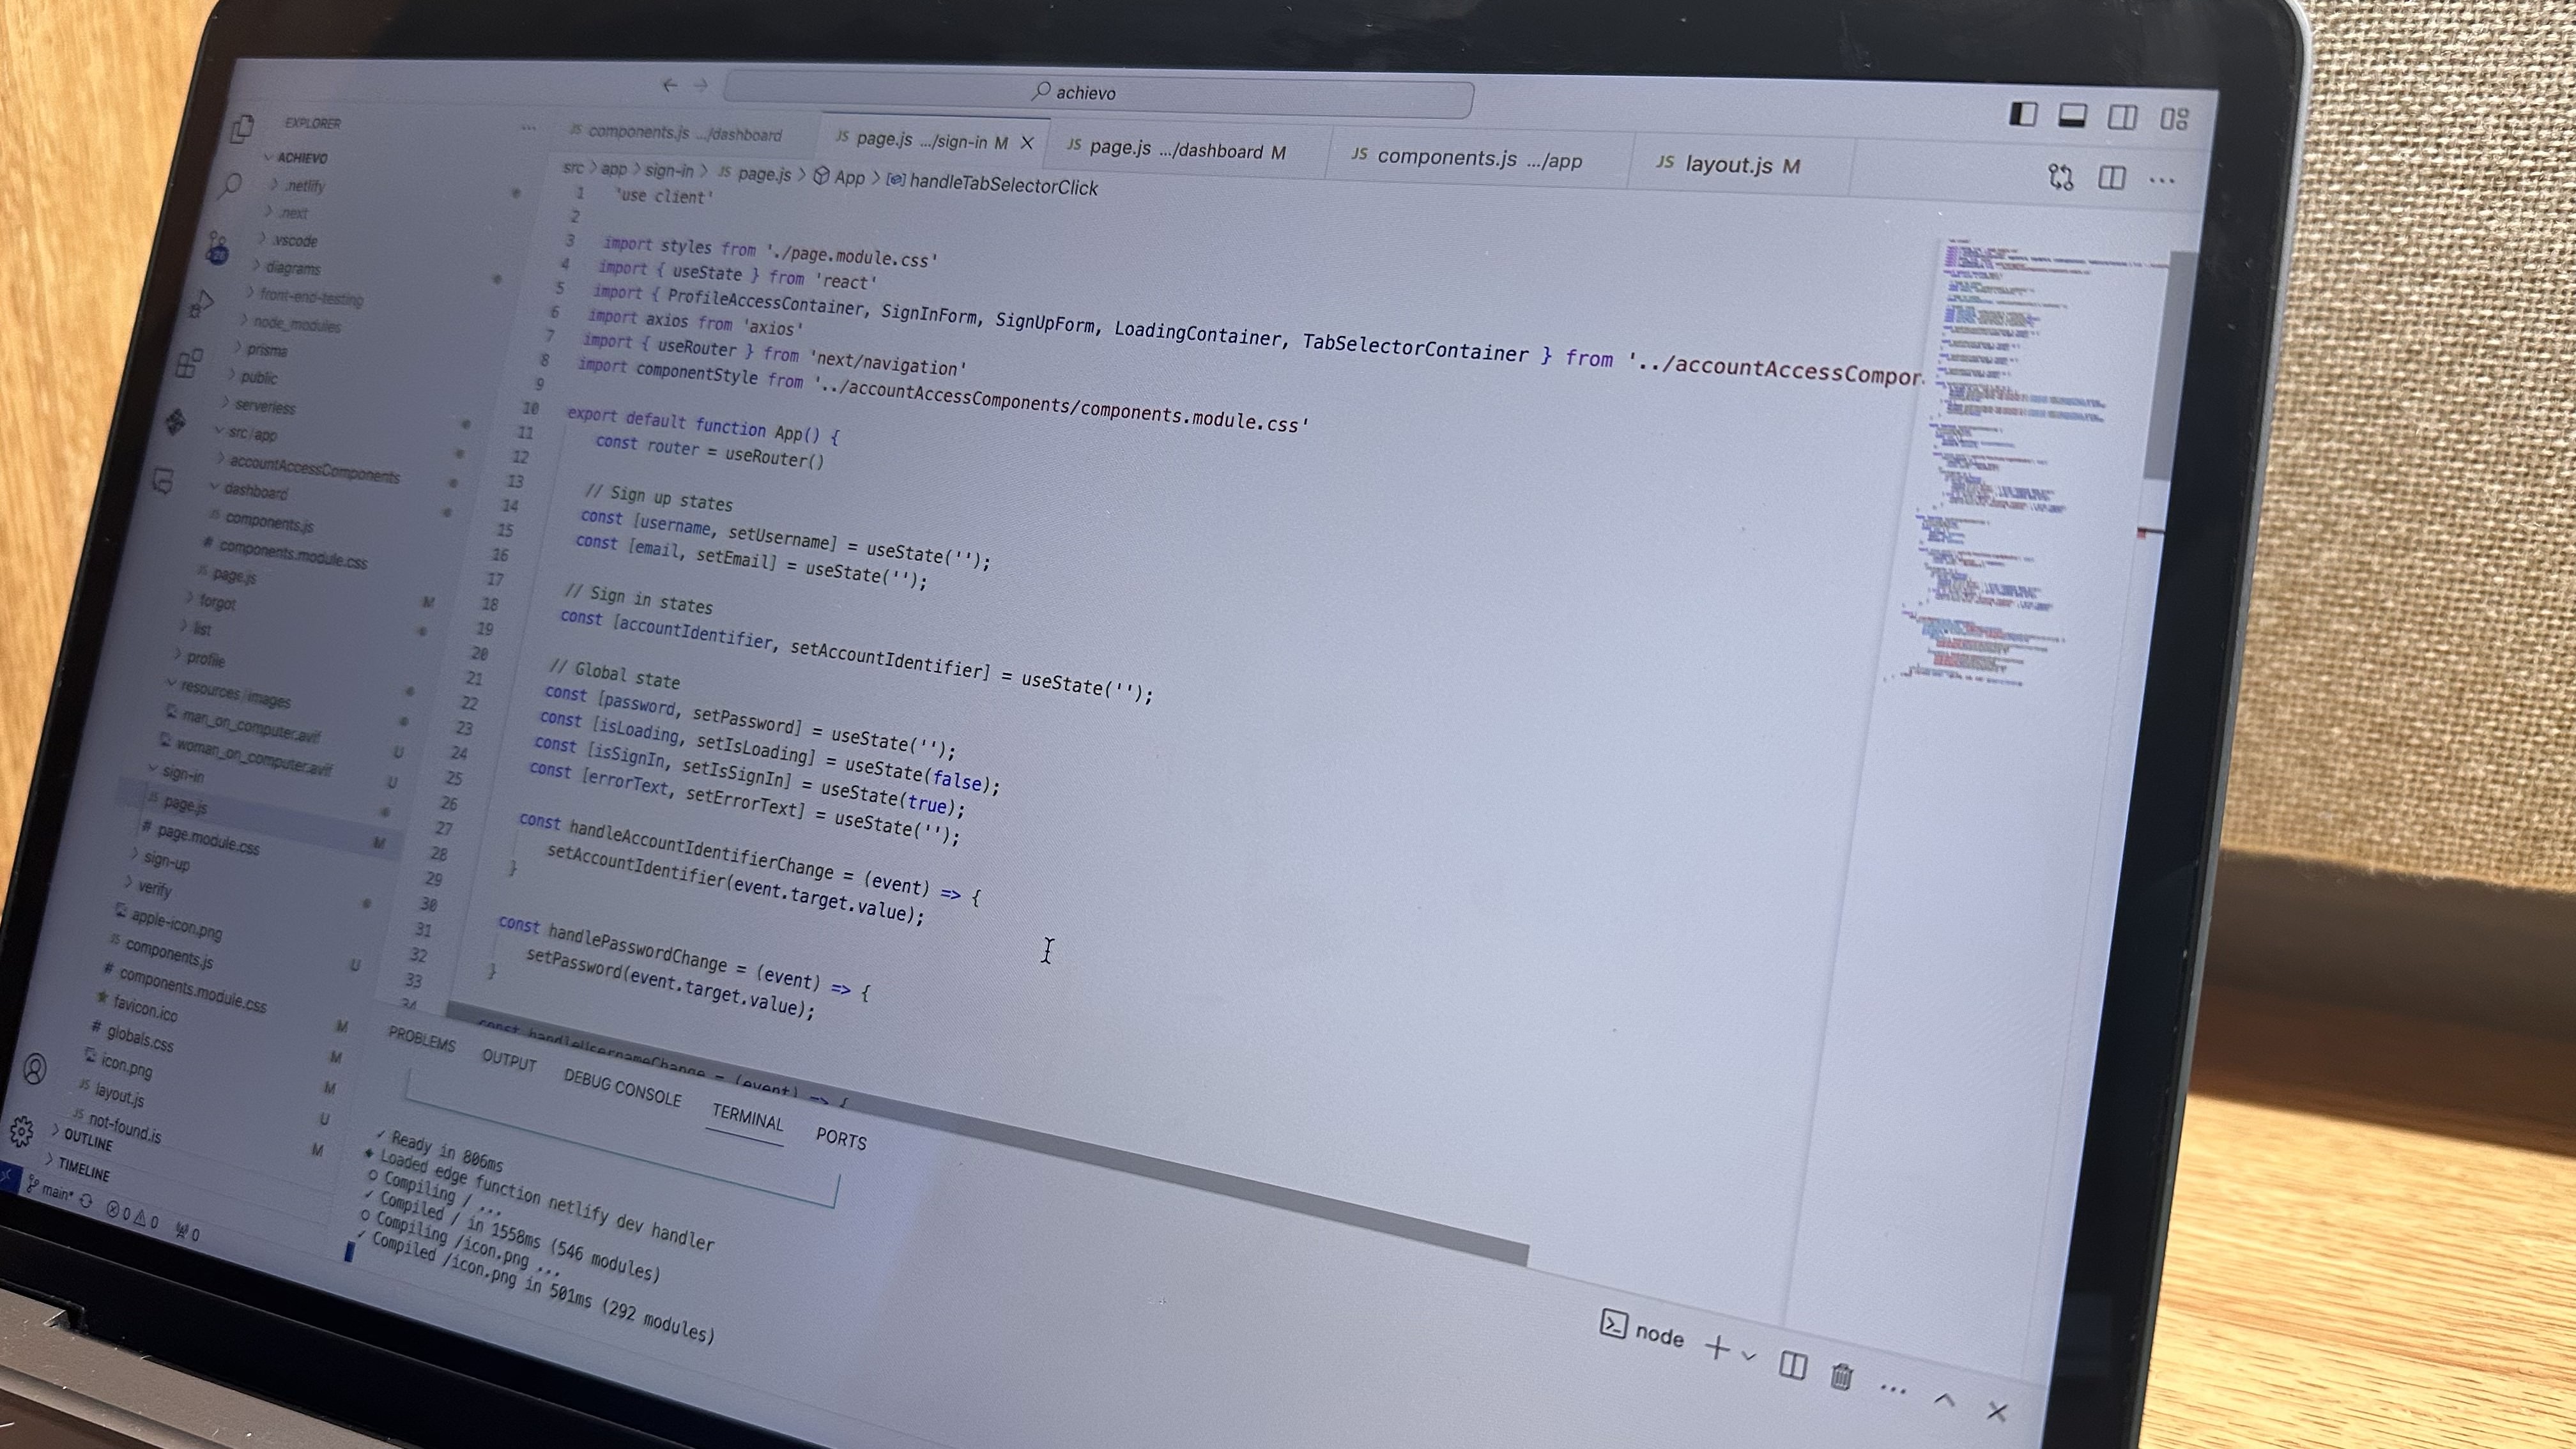 achievo
EXPLORER
ACHIEVO
.netlify
.next
.vscode
diagrams
front-end-testing
node_modules
prisma
public
serverless
src/app
accountAccessComponents
dashboard
JS components.js
# components.module.css
JS page.js
forgot
M
list
profile
resources/images
man_on_computer.avif
U
woman_on_computer.avif
U
sign-in
JS page.js
M
# page.module.css
sign-up
verify
apple-icon.png
U
JS components.js
# components.module.css
M
favicon.ico
M
# globals.css
M
icon.png
U
JS layout.js
M
JS not-found.js
OUTLINE
TIMELINE
main* 0 0 0
JS components.js .../dashboard
JS page.js .../sign-in M
JS page.js .../dashboard M
JS components.js .../app
JS layout.js M
src > app > sign-in > JS page.js > App > handleTabSelectorClick
1 'use client'
2
3 import styles from './page.module.css'
4 import { useState } from 'react'
5 import { ProfileAccessContainer, SignInForm, SignUpForm, LoadingContainer, TabSelectorContainer } from '../accountAccessCompon
6 import axios from 'axios'
7 import { useRouter } from 'next/navigation'
8 import componentStyle from '../accountAccessComponents/components.module.css'
9
10 export default function App() {
11 const router = useRouter()
12
13 // Sign up states
14 const [username, setUsername] = useState('');
15 const [email, setEmail] = useState('');
16
17 // Sign in states
18 const [accountIdentifier, setAccountIdentifier] = useState('');
19
20 // Global state
21 const [password, setPassword] = useState('');
22 const [isLoading, setIsLoading] = useState(false);
23 const [isSignIn, setIsSignIn] = useState(true);
24 const [errorText, setErrorText] = useState('');
25
26 const handleAccountIdentifierChange = (event) => {
27 setAccountIdentifier(event.target.value);
28 }
29
30 const handlePasswordChange = (event) => {
31 setPassword(event.target.value);
32 }
33
34 const handleUsernameChange = (event) => {
PROBLEMS
OUTPUT
DEBUG CONSOLE
TERMINAL
PORTS
✓ Ready in 806ms
◆ Loaded edge function netlify dev handler
○ Compiling / ...
✓ Compiled / in 1558ms (546 modules)
○ Compiling /icon.png ...
✓ Compiled /icon.png in 501ms (292 modules)
node